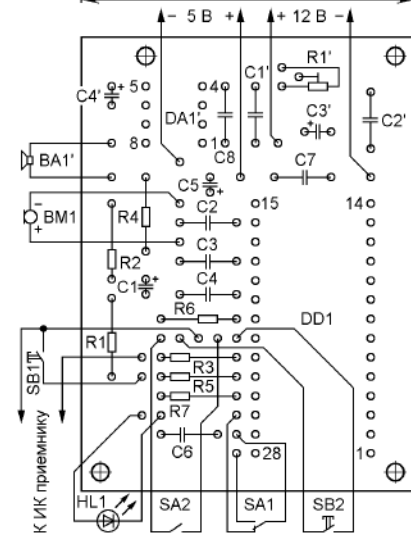 − 5 В + + 12 В −
R1'
C4' 5 4 C1'
DA1' C3' C2'
8 1
C8
BA1' C7
C5
− BM1 + R4 C2 15 14
R2 C3
C1 C4
R6 DD1
R1
SB1 R3
R5
R7
C6 28 1
К ИК приемнику
HL1 SA2 SA1 SB2